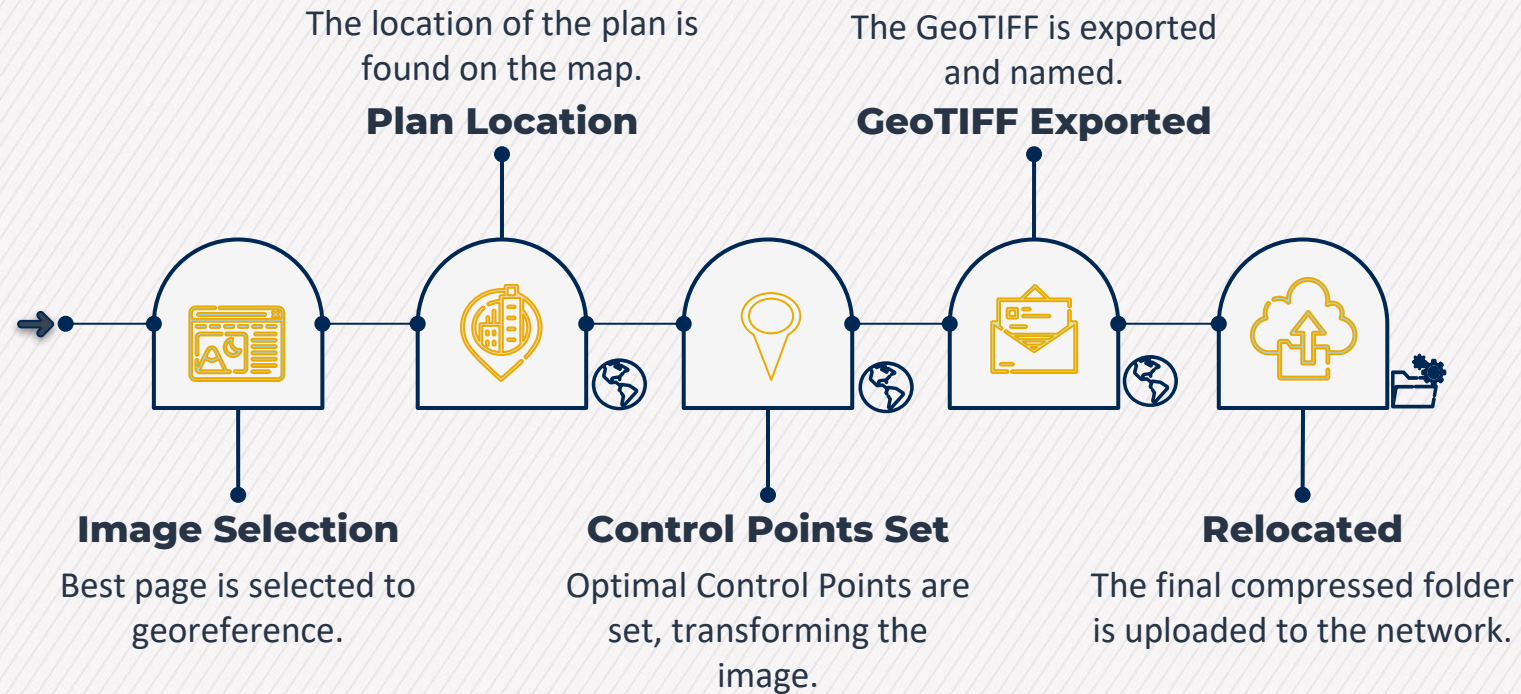 The location of the plan is
found on the map.
Plan Location
The GeoTIFF is exported
and named.
GeoTIFF Exported
Image Selection
Best page is selected to
georeference.
Control Points Set
Optimal Control Points are
set, transforming the
image.
Relocated
The final compressed folder
is uploaded to the network.